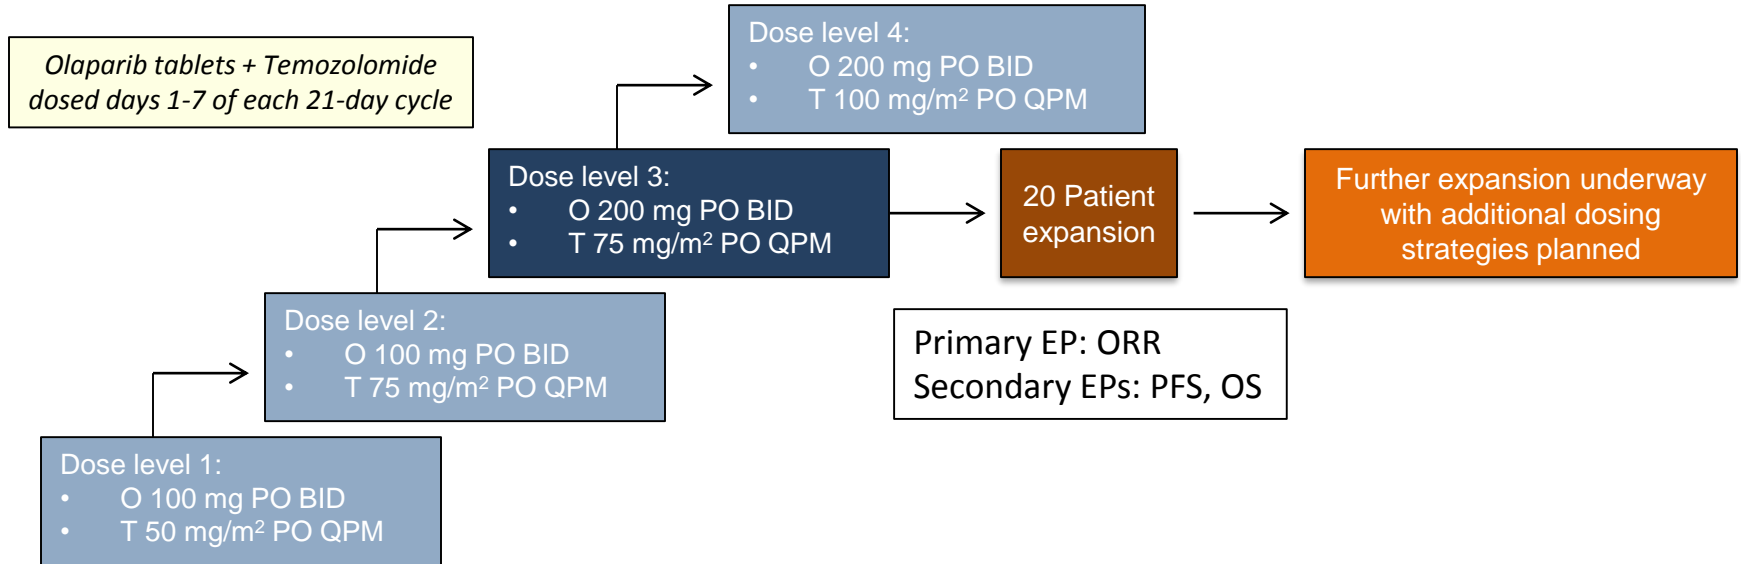 Olaparib tablets + Temozolomide
dosed days 1-7 of each 21-day cycle
Dose level 4:
• O 200 mg PO BID
• T 100 mg/m² PO QPM
Dose level 3:
• O 200 mg PO BID
• T 75 mg/m² PO QPM
20 Patient
expansion
Further expansion underway
with additional dosing
strategies planned
Dose level 2:
• O 100 mg PO BID
• T 75 mg/m² PO QPM
Primary EP: ORR
Secondary EPs: PFS, OS
Dose level 1:
• O 100 mg PO BID
• T 50 mg/m² PO QPM